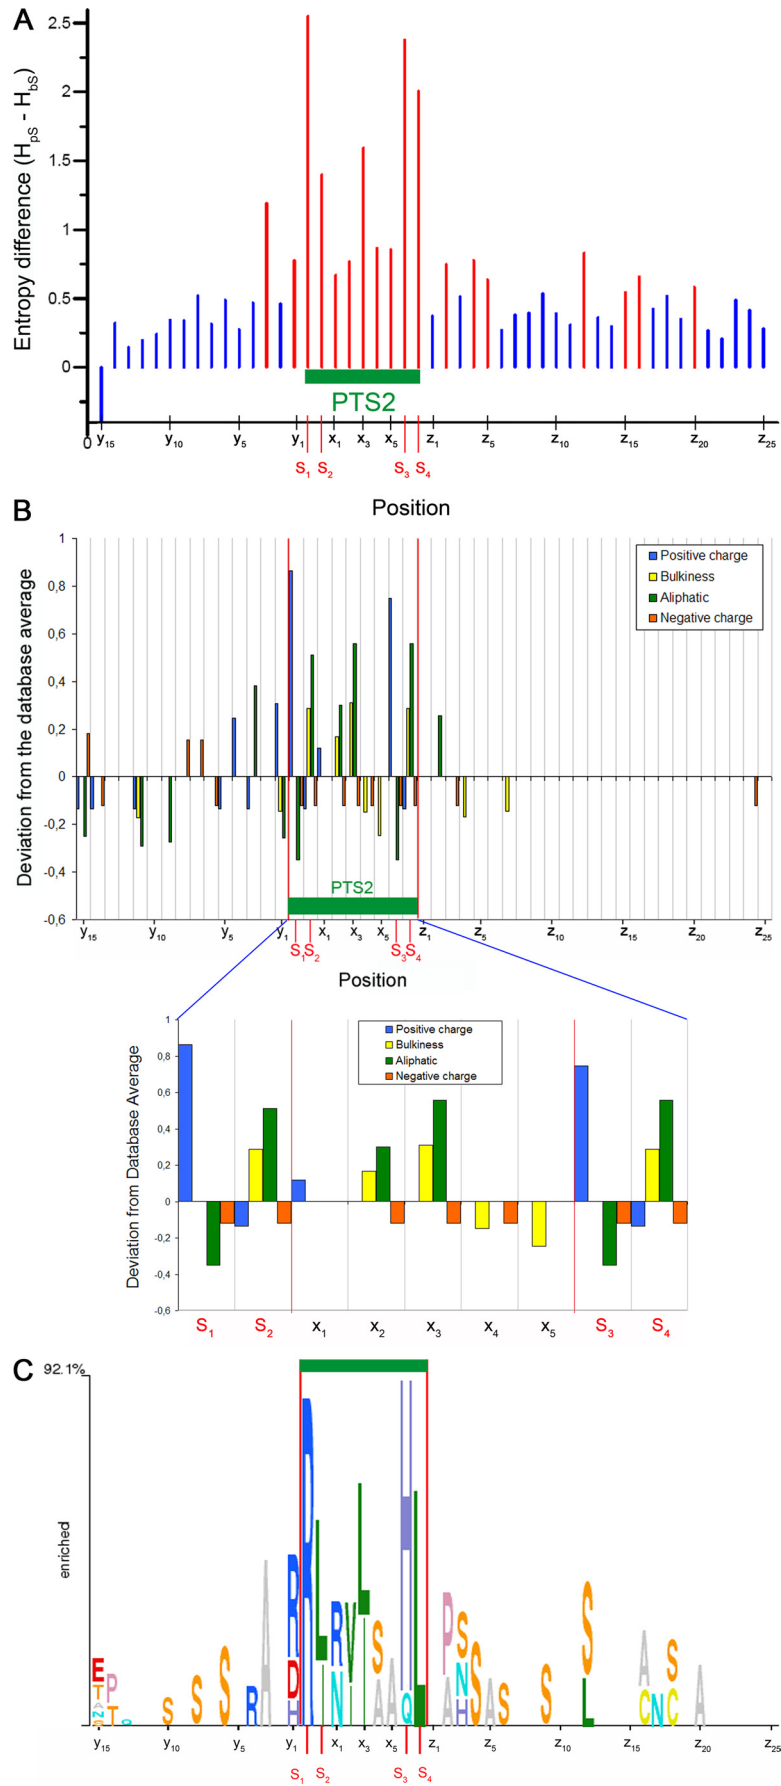 A
Entropy difference (HpS - HbS)
2.5
2
1.5
1
0.5
0
0
PTS2
y15 y10 y5 y1 x1 x3 x5 z1 z5 z10 z15 z20 z25
S1 S2 S3 S4
Position
B
Deviation from the database average
1
0,8
0,6
0,4
0,2
0
-0,2
-0,4
-0,6
Positive charge
Bulkiness
Aliphatic
Negative charge
PTS2
y15 y10 y5 y1 x1 x3 x5 z1 z5 z10 z15 z20 z25
S1 S2 S3 S4
Position
Deviation from Database Average
1
0,8
0,6
0,4
0,2
0
-0,2
-0,4
-0,6
Positive charge
Bulkiness
Aliphatic
Negative charge
S1 S2 x1 x2 x3 x4 x5 S3 S4
C
92.1%
enriched
E P S S S R A R R L R V L S A H L P S S A S S S A S A
T T D N I I I A Q A N L C N C
A H H
N
y15 y10 y5 y1 x1 x3 x5 z1 z5 z10 z15 z20 z25
S1 S2 S3 S4